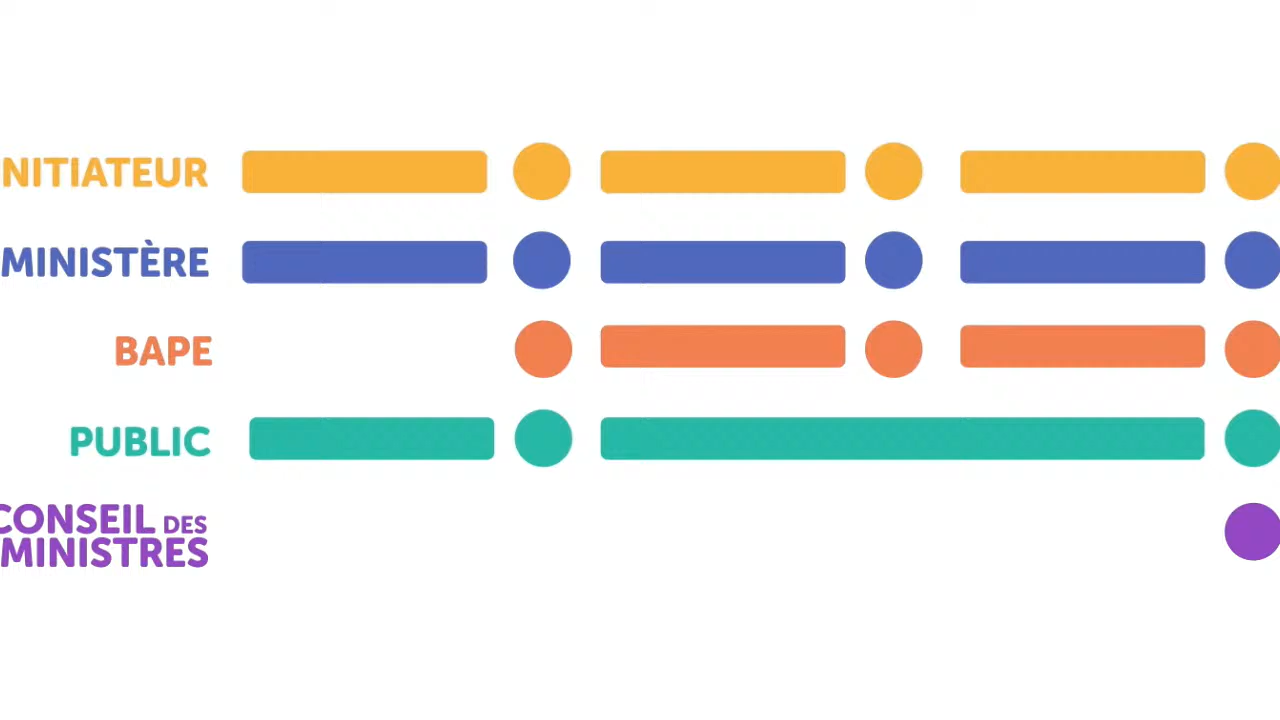 NITIATEUR
MINISTÈRE
BAPE
PUBLIC
CONSEIL DES
MINISTRES